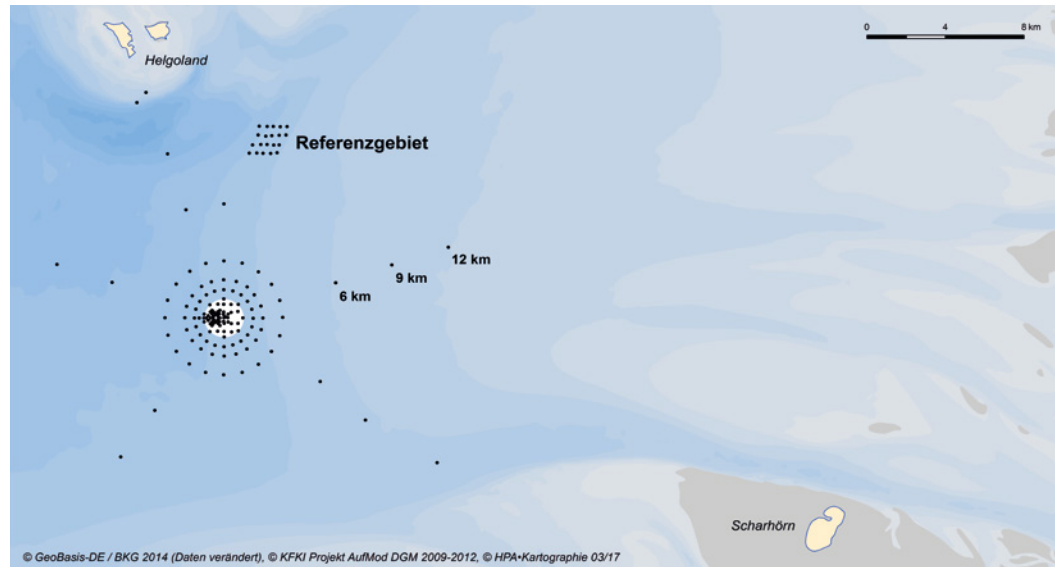 0 4 8 km
Helgoland
Referenzgebiet
12 km
9 km
6 km
Scharhörn
© GeoBasis-DE / BKG 2014 (Daten verändert), © KFKI Projekt AufMod DGM 2009-2012, © HPA•Kartographie 03/17